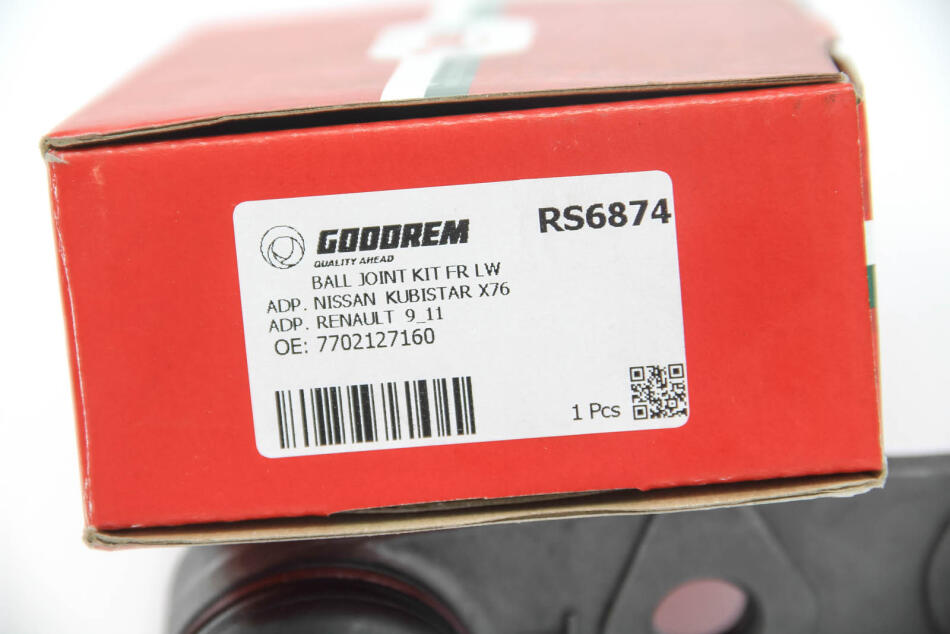 GOODREM
QUALITY AHEAD
RS6874
BALL JOINT KIT FR LW
ADP. NISSAN KUBISTAR X76
ADP. RENAULT 9_11
OE: 7702127160
1 Pcs